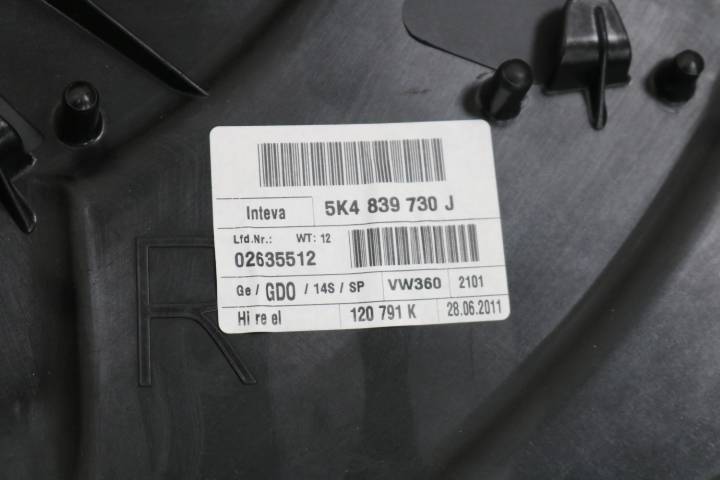 Inteva 5K4 839 730 J
Lfd.Nr.: WT: 12
02635512
Ge / GDO / 14S / SP VW360 2101
Hi re el 120 791 K 28.06.2011
R